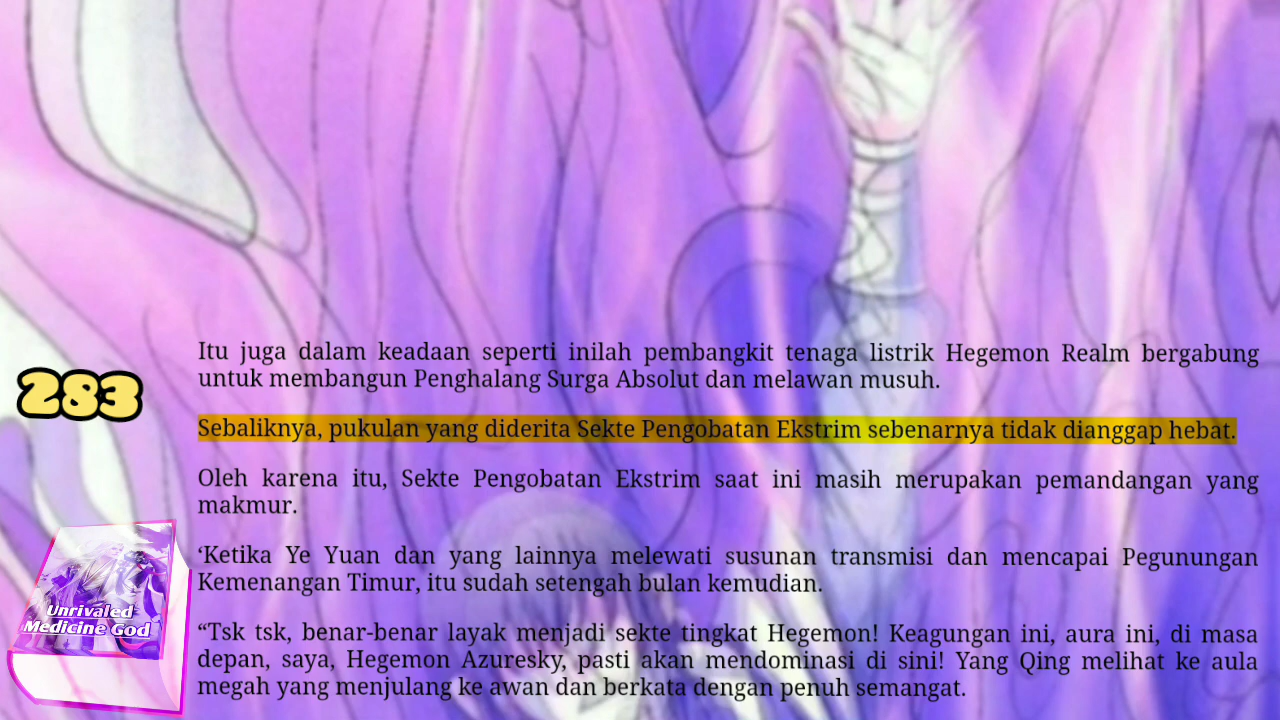 Itu juga dalam keadaan seperti inilah pembangkit tenaga listrik Hegemon Realm bergabung
untuk membangun Penghalang Surga Absolut dan melawan musuh.
Sebaliknya, pukulan yang diderita Sekte Pengobatan Ekstrim sebenarnya tidak dianggap hebat.
Oleh karena itu, Sekte Pengobatan Ekstrim saat ini masih merupakan pemandangan yang
makmur.
‘Ketika Ye Yuan dan yang lainnya melewati susunan transmisi dan mencapai Pegunungan
Kemenangan Timur, itu sudah setengah bulan kemudian.
“Tsk tsk, benar-benar layak menjadi sekte tingkat Hegemon! Keagungan ini, aura ini, di masa
depan, saya, Hegemon Azuresky, pasti akan mendominasi di sini! Yang Qing melihat ke aula
megah yang menjulang ke awan dan berkata dengan penuh semangat.
283
Unrivaled
Medicine God